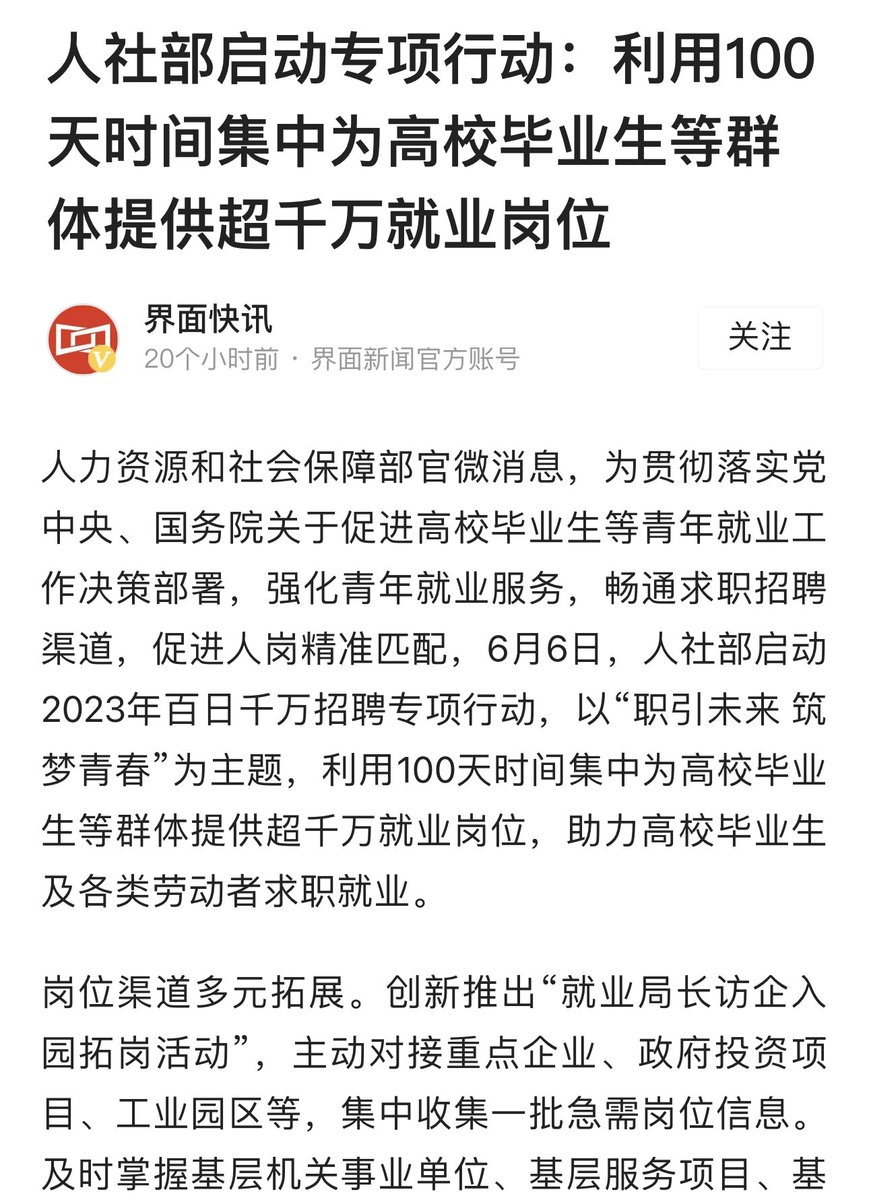 人社部启动专项行动：利用100
天时间集中为高校毕业生等群
体提供超千万就业岗位
界面快讯
20个小时前 · 界面新闻官方账号
关注
人力资源和社会保障部官微消息，为贯彻落实党
中央、国务院关于促进高校毕业生等青年就业工
作决策部署，强化青年就业服务，畅通求职招聘
渠道，促进人岗精准匹配，6月6日，人社部启动
2023年百日千万招聘专项行动，以“职引未来 筑
梦青春”为主题，利用100天时间集中为高校毕业
生等群体提供超千万就业岗位，助力高校毕业生
及各类劳动者求职就业。
岗位渠道多元拓展。创新推出“就业局长访企入
园拓岗活动”，主动对接重点企业、政府投资项
目、工业园区等，集中收集一批急需岗位信息。
及时掌握基层机关事业单位、基层服务项目、基